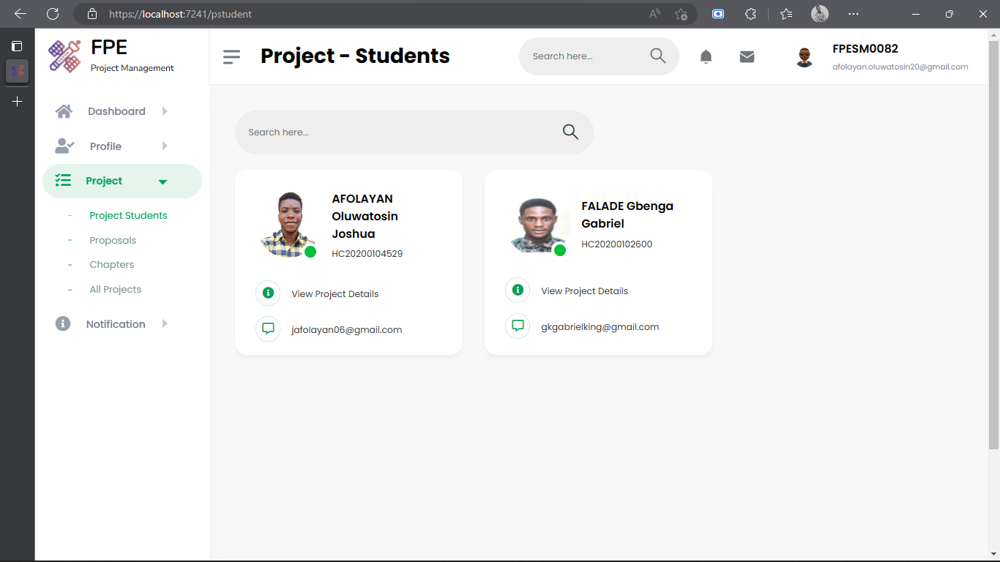 https://localhost:7241/pstudent
FPE
Project Management
Project - Students
Search here...
FPESM0082
afolayan.oluwatosin20@gmail.com
Dashboard
Profile
Project
- Project Students
- Proposals
- Chapters
- All Projects
Notification
Search here...
AFOLAYAN
Oluwatosin
Joshua
HC20200104529
View Project Details
jafolayan06@gmail.com
FALADE Gbenga
Gabriel
HC20200102600
View Project Details
gkgabrielking@gmail.com